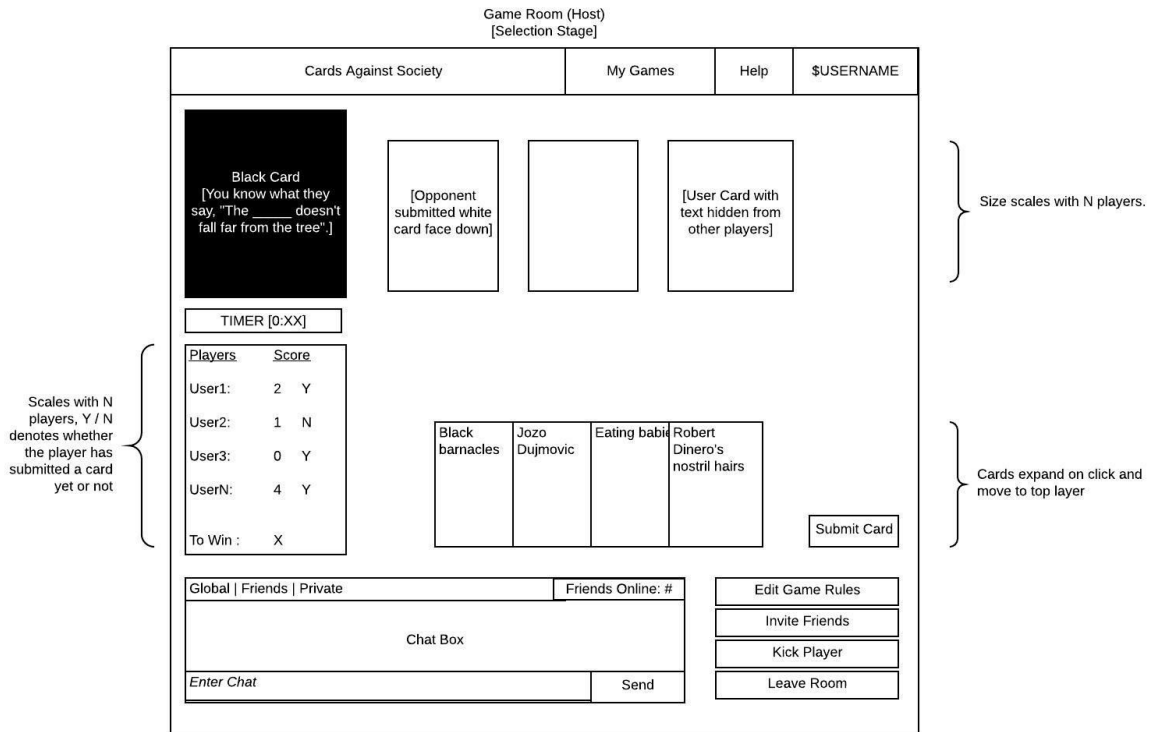 Game Room (Host)
[Selection Stage]
Cards Against Society
My Games
Help
$USERNAME
Black Card
[You know what they
say, "The _____ doesn't
fall far from the tree".]
[Opponent
submitted white
card face down]
[User Card with
text hidden from
other players]
Size scales with N players.
TIMER [0:XX]
Players Score
User1: 2 Y
User2: 1 N
User3: 0 Y
UserN: 4 Y
To Win : X
Scales with N
players, Y / N
denotes whether
the player has
submitted a card
yet or not
Black
barnacles
Jozo
Dujmovic
Eating babie
Robert
Dinero's
nostril hairs
Cards expand on click and
move to top layer
Submit Card
Global | Friends | Private
Friends Online: #
Chat Box
Enter Chat
Send
Edit Game Rules
Invite Friends
Kick Player
Leave Room